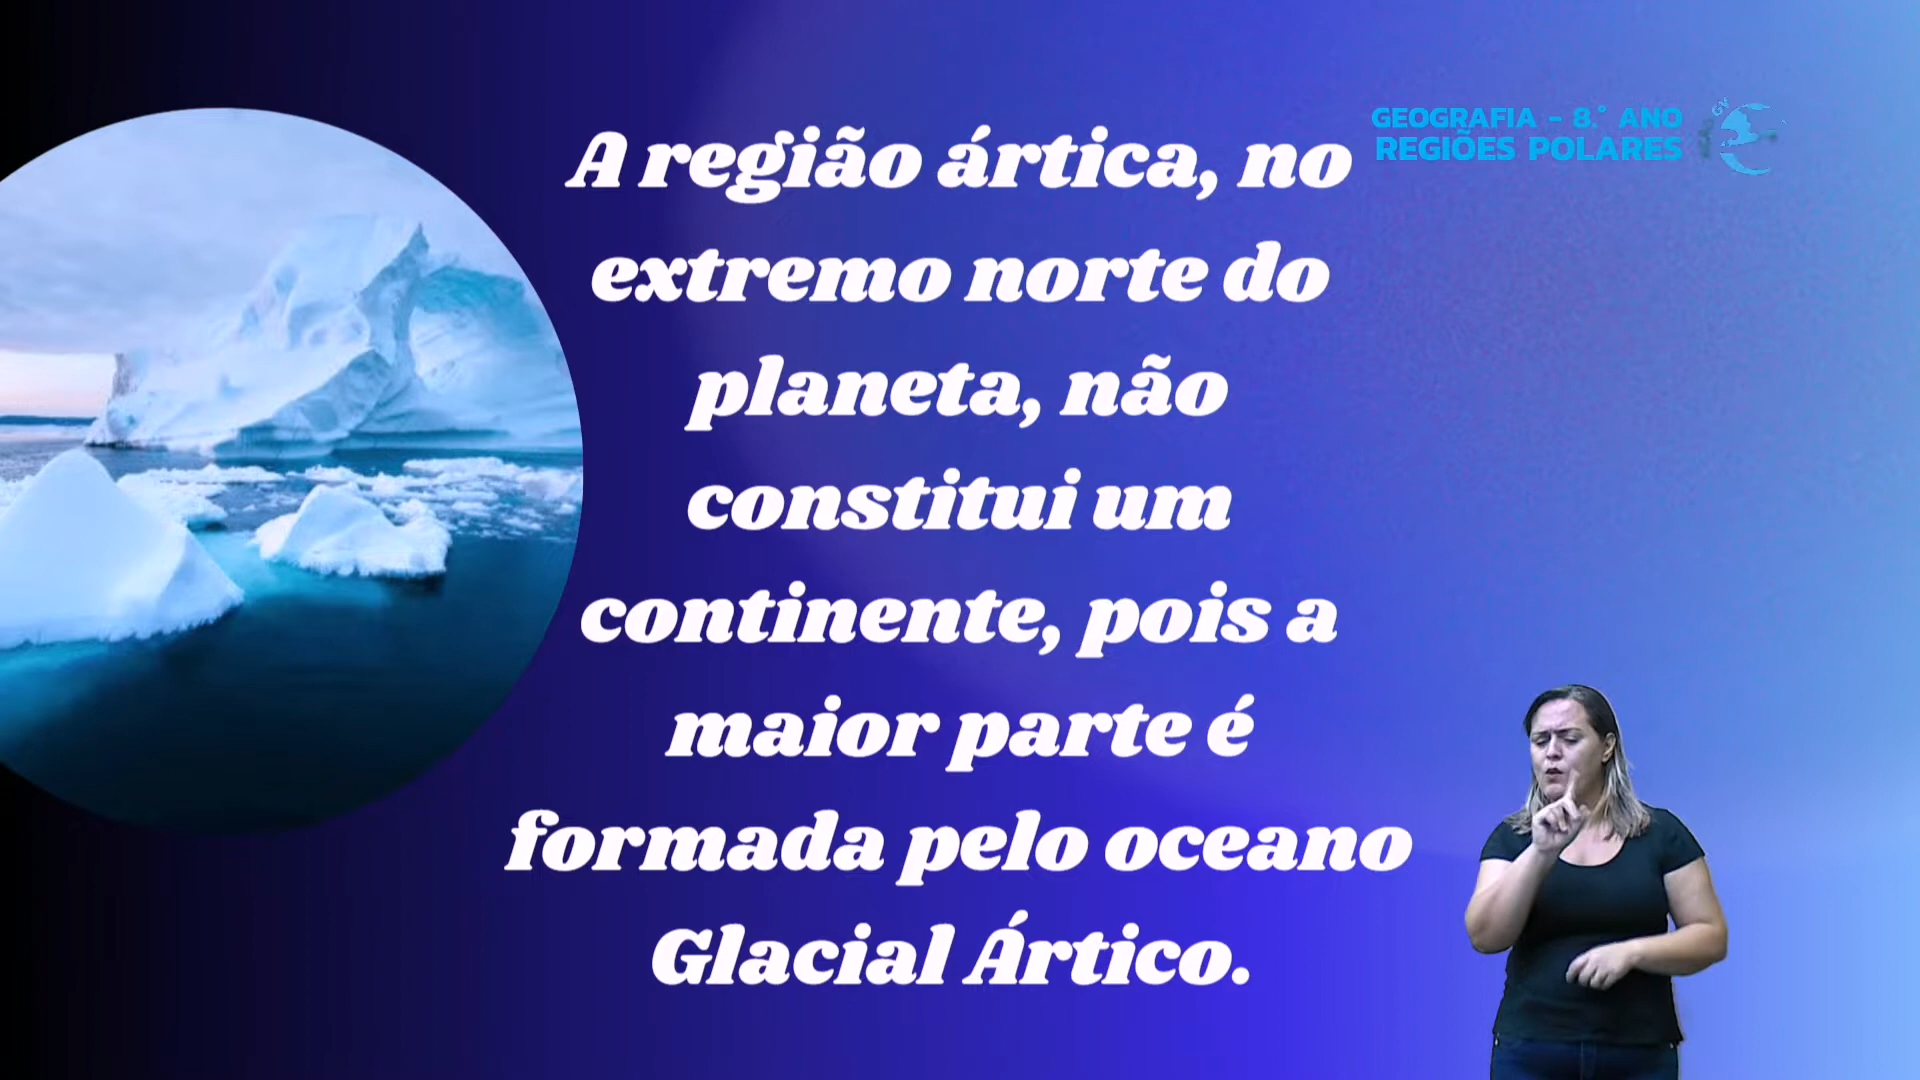 GEOGRAFIA - 8.º ANO
REGIÕES POLARES
GV
A região ártica, no
extremo norte do
planeta, não
constitui um
continente, pois a
maior parte é
formada pelo oceano
Glacial Ártico.